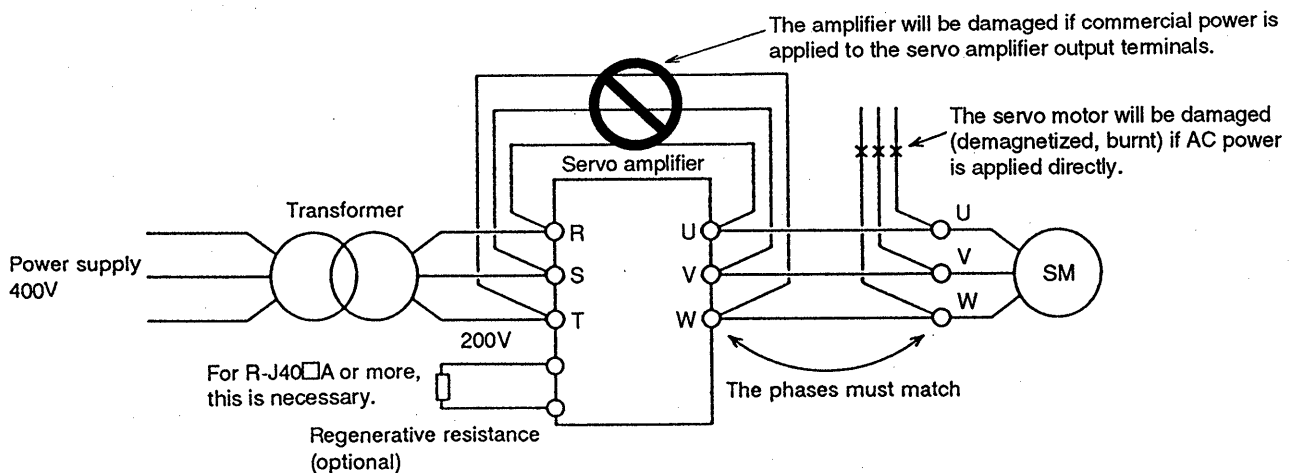 The amplifier will be damaged if commercial power is
applied to the servo amplifier output terminals.
The servo motor will be damaged
(demagnetized, burnt) if AC power
is applied directly.
Servo amplifier
Transformer
Power supply
400V
200V
R
S
T
U
V
W
U
V
W
SM
For R-J40□A or more,
this is necessary.
Regenerative resistance
(optional)
The phases must match